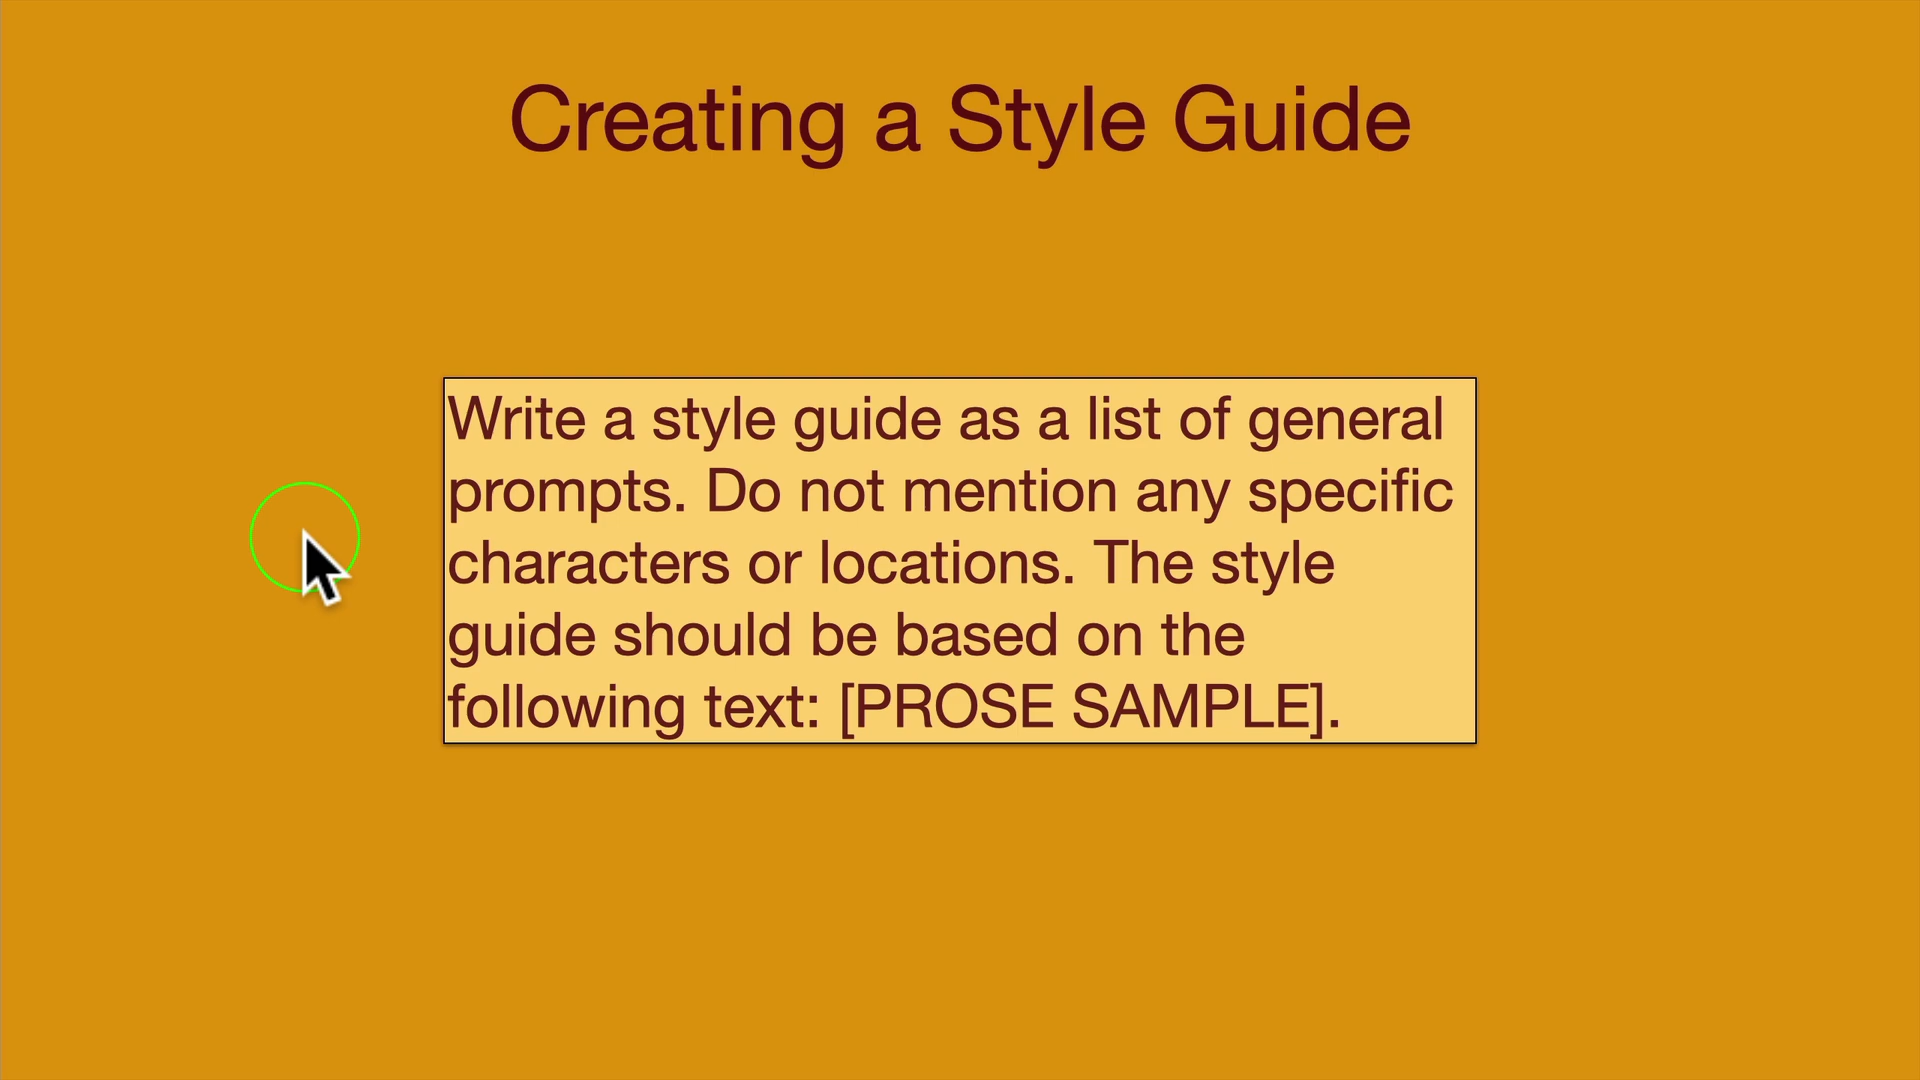 Creating a Style Guide
Write a style guide as a list of general
prompts. Do not mention any specific
characters or locations. The style
guide should be based on the
following text: [PROSE SAMPLE].